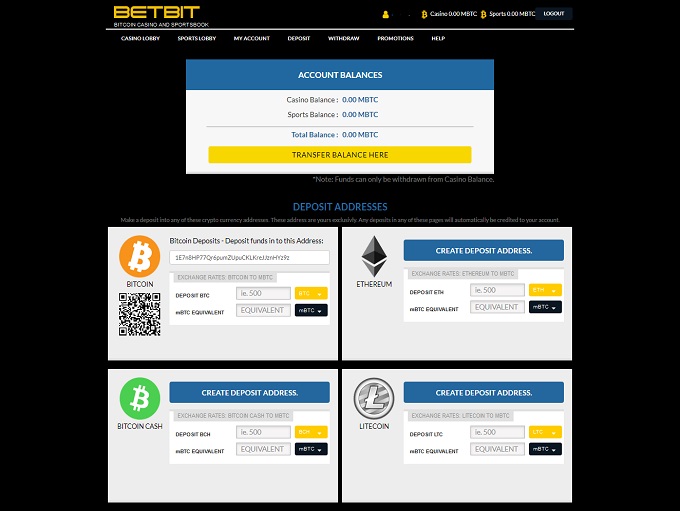 BETBIT
BITCOIN CASINO AND SPORTSBOOK
Casino 0.00 MBTC Sports 0.00 MBTC LOGOUT
CASINO LOBBY SPORTS LOBBY MY ACCOUNT DEPOSIT WITHDRAW PROMOTIONS HELP
ACCOUNT BALANCES
Casino Balance : 0.00 MBTC
Sports Balance : 0.00 MBTC
Total Balance : 0.00 MBTC
TRANSFER BALANCE HERE
*Note: Funds can only be withdrawn from Casino Balance.
DEPOSIT ADDRESSES
Make a deposit into any of these crypto currency addresses. These address are yours exclusivly. Any deposits in any of these pages will automatically be credited to your account.
BITCOIN
Bitcoin Deposits - Deposit funds in to this Address:
EXCHANGE RATES: BITCOIN TO MBTC
DEPOSIT BTC ie. 500 BTC
mBTC EQUIVALENT EQUIVALENT mBTC
ETHEREUM
CREATE DEPOSIT ADDRESS.
EXCHANGE RATES: ETHEREUM TO MBTC
DEPOSIT ETH ie. 500 ETH
mBTC EQUIVALENT EQUIVALENT mBTC
BITCOIN CASH
CREATE DEPOSIT ADDRESS.
EXCHANGE RATES: BITCOIN CASH TO MBTC
DEPOSIT BCH ie. 500 BCH
mBTC EQUIVALENT EQUIVALENT mBTC
LITECOIN
CREATE DEPOSIT ADDRESS.
EXCHANGE RATES: LITECOIN TO MBTC
DEPOSIT LTC ie. 500 LTC
mBTC EQUIVALENT EQUIVALENT mBTC